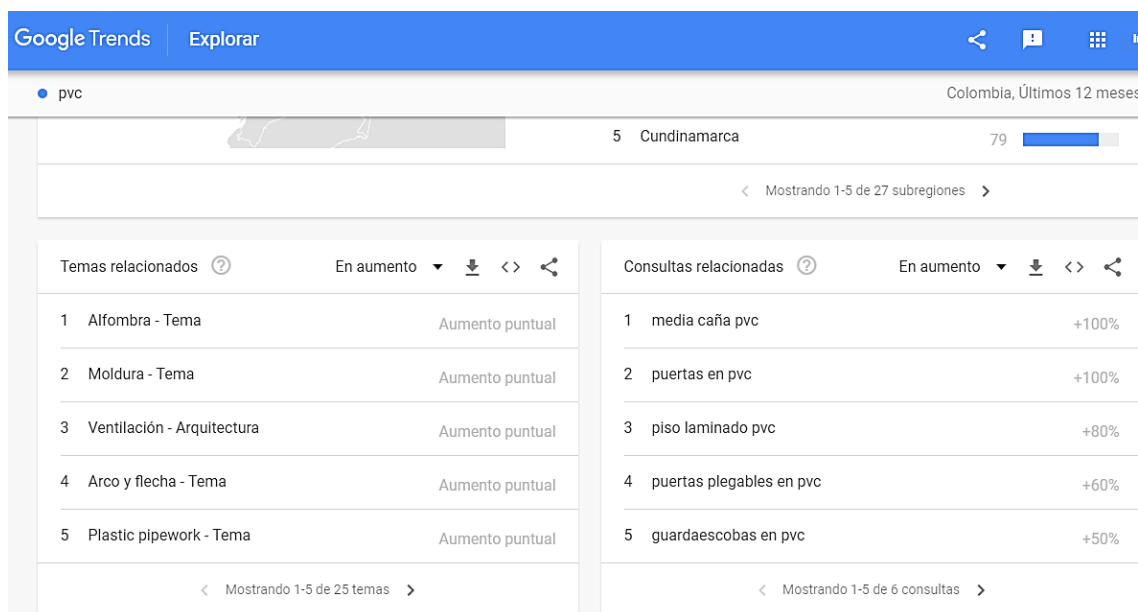 Google Trends Explorar
pvc Colombia, Últimos 12 meses
5 Cundinamarca 79
Mostrando 1-5 de 27 subregiones
Temas relacionados En aumento
1 Alfombra - Tema Aumento puntual
2 Moldura - Tema Aumento puntual
3 Ventilación - Arquitectura Aumento puntual
4 Arco y flecha - Tema Aumento puntual
5 Plastic pipework - Tema Aumento puntual
Mostrando 1-5 de 25 temas
Consultas relacionadas En aumento
1 media caña pvc +100%
2 puertas en pvc +100%
3 piso laminado pvc +80%
4 puertas plegables en pvc +60%
5 guardaescobas en pvc +50%
Mostrando 1-5 de 6 consultas